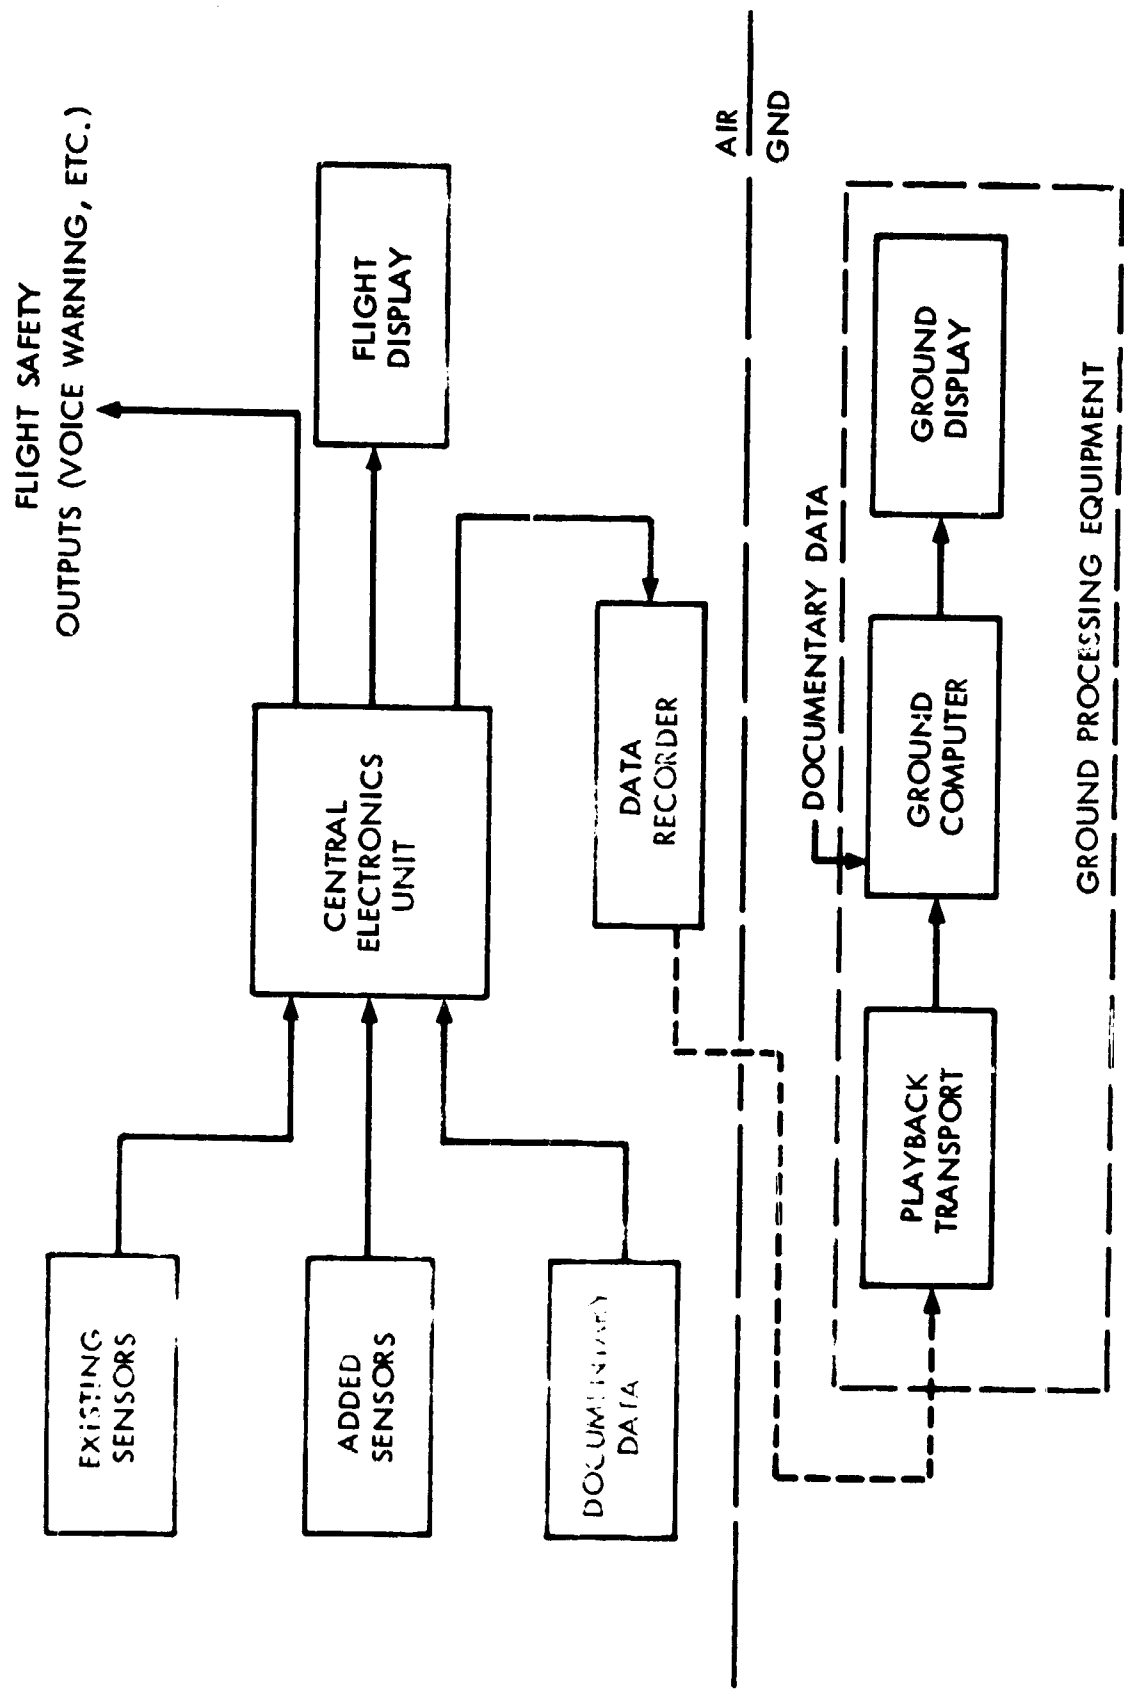 FLIGHT SAFETY
OUTPUTS (VOICE WARNING, ETC.)
EXISTING
SENSORS
ADDED
SENSORS
DOCUMENTARY
DATA
CENTRAL
ELECTRONICS
UNIT
FLIGHT
DISPLAY
DATA
RECORDER
AIR
GND
DOCUMENTARY DATA
PLAYBACK
TRANSPORT
GROUND
COMPUTER
GROUND
DISPLAY
GROUND PROCESSING EQUIPMENT